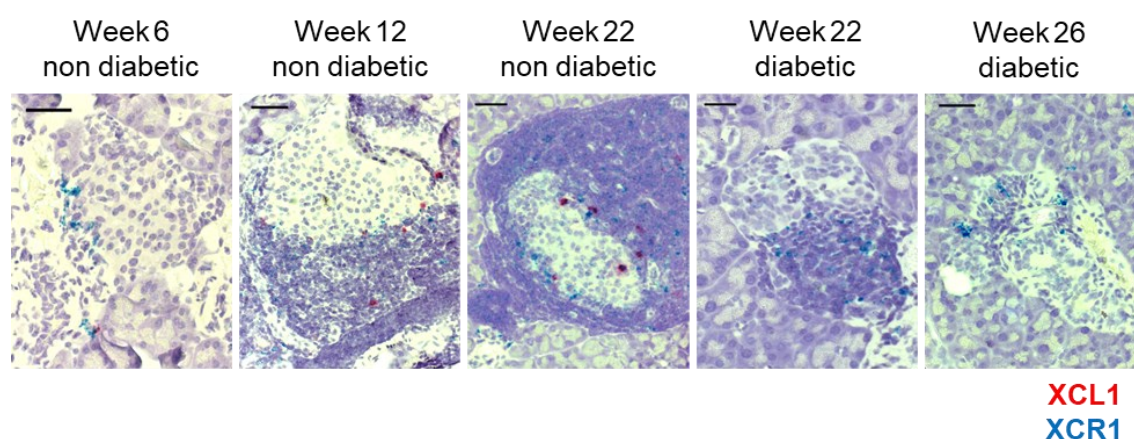 Week 6
non diabetic
Week 12
non diabetic
Week 22
non diabetic
Week 22
diabetic
Week 26
diabetic
XCL1
XCR1